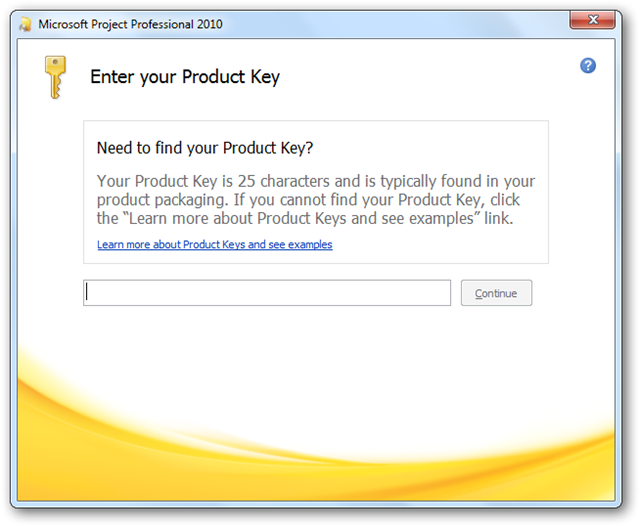 Microsoft Project Professional 2010
Enter your Product Key
Need to find your Product Key?
Your Product Key is 25 characters and is typically found in your
product packaging. If you cannot find your Product Key, click
the “Learn more about Product Keys and see examples” link.
Learn more about Product Keys and see examples
Continue